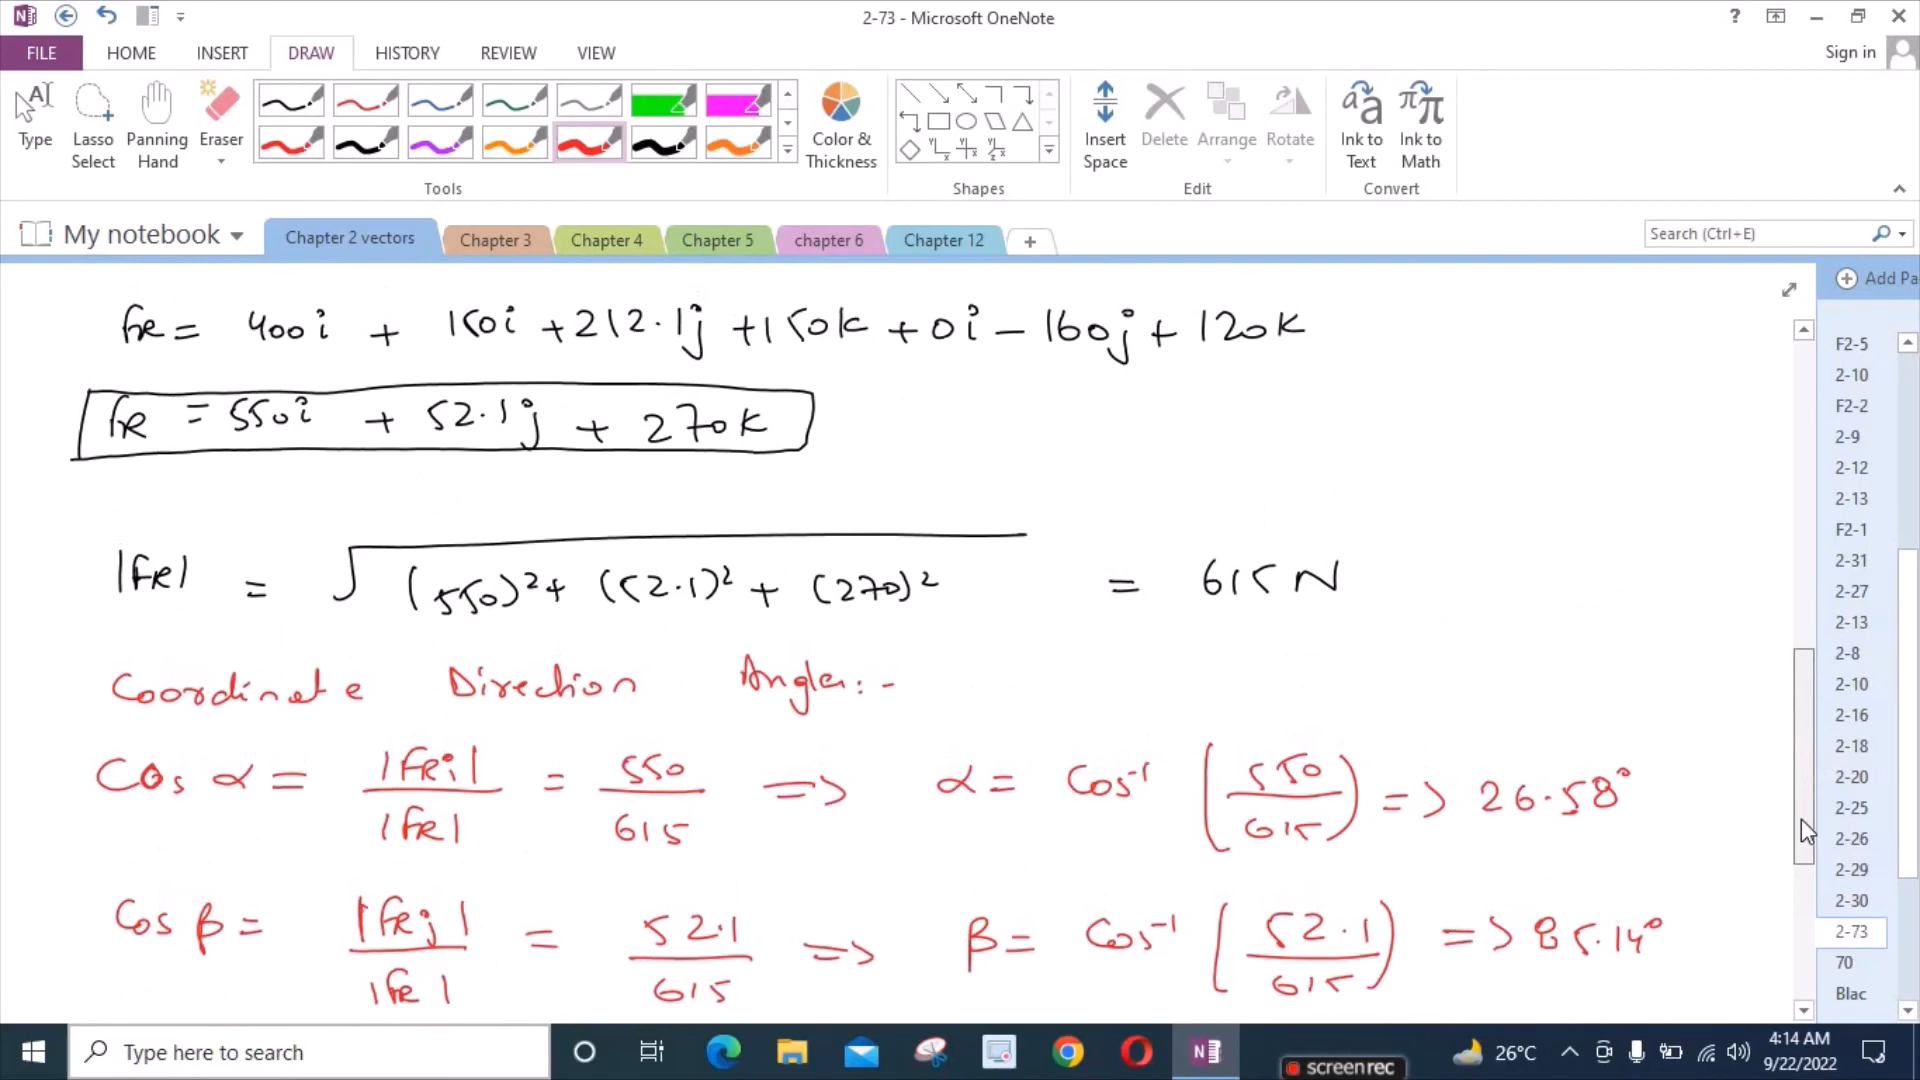 2-73 - Microsoft OneNote
?
FILE HOME INSERT DRAW HISTORY REVIEW VIEW
Sign in
Type
Lasso Select
Panning Hand
Eraser
Color & Thickness
Insert Space
Delete
Arrange
Rotate
Ink to Text
Ink to Math
Tools
Shapes
Edit
Convert
My notebook
Chapter 2 vectors
Chapter 3
Chapter 4
Chapter 5
chapter 6
Chapter 12
Search (Ctrl+E)
Add Pa
FR = 400i + 150i + 212.1j + 150k + 0i - 160j + 120k
FR = 550i + 52.1j + 270k
|FR| = √(550)² + (52.1)² + (270)² = 615 N
Coordinate Direction Angles:-
Cos α = |FRi| / |FR| = 550 / 615 => α = Cos⁻¹ (550 / 615) => 26.58°
Cos β = |FRj| / |FR| = 52.1 / 615 => β = Cos⁻¹ (52.1 / 615) => 85.14°
F2-5
2-10
F2-2
2-9
2-12
2-13
F2-1
2-31
2-27
2-13
2-8
2-10
2-16
2-18
2-20
2-25
2-26
2-29
2-30
2-73
70
Blac
Type here to search
screenrec
26°C
4:14 AM
9/22/2022